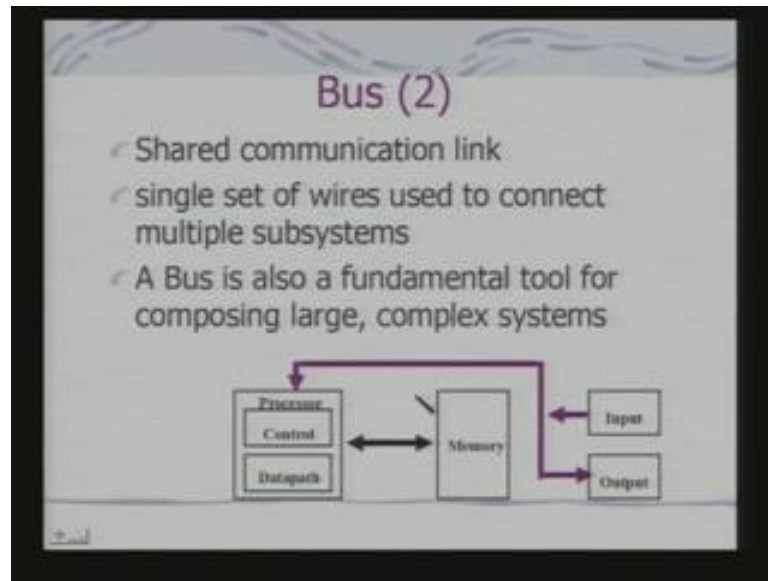 Bus (2)
Shared communication link
single set of wires used to connect
multiple subsystems
A Bus is also a fundamental tool for
composing large, complex systems
Processor
Control
Datapath
Memory
Input
Output